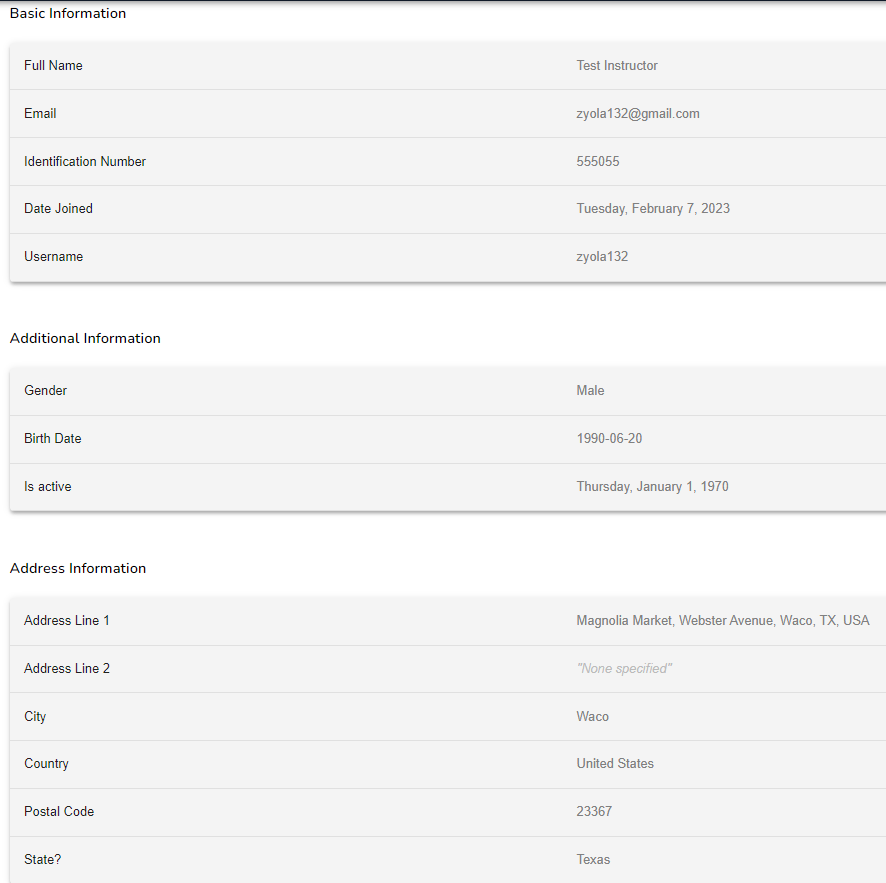 Basic Information
Full Name Test Instructor
Email zyola132@gmail.com
Identification Number 555055
Date Joined Tuesday, February 7, 2023
Username zyola132
Additional Information
Gender Male
Birth Date 1990-06-20
Is active Thursday, January 1, 1970
Address Information
Address Line 1 Magnolia Market, Webster Avenue, Waco, TX, USA
Address Line 2 "None specified"
City Waco
Country United States
Postal Code 23367
State? Texas